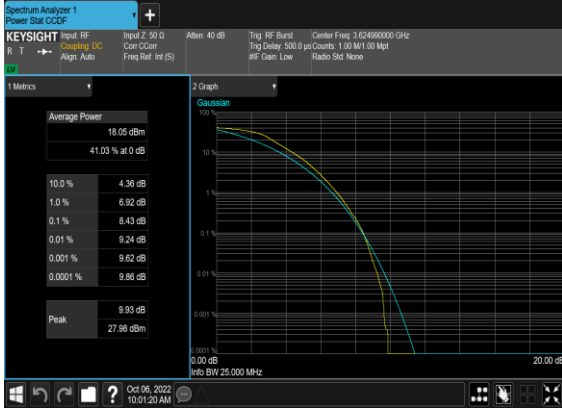 Spectrum Analyzer 1
Power Stat CCDF
+
KEYSIGHT
R T
Input: RF
Coupling: DC
Align: Auto
Input Z: 50 Ω
Corr CCorr
Freq Ref: Int (S)
Atten: 40 dB
Trig: RF Burst
Trig Delay: 500.0 µs
#IF Gain: Low
Center Freq: 3.624990000 GHz
Counts: 1.00 M/1.00 Mpt
Radio Std: None
1 Metrics
Average Power
18.05 dBm
41.03 % at 0 dB
10.0 % 4.36 dB
1.0 % 6.92 dB
0.1 % 8.43 dB
0.01 % 9.24 dB
0.001 % 9.62 dB
0.0001 % 9.86 dB
Peak
9.93 dB
27.98 dBm
2 Graph
Gaussian
100 %
10 %
1 %
0.1 %
0.01 %
0.001 %
0.0001 %
0.00 dB
20.00 dB
Info BW 25.000 MHz
?
Oct 06, 2022
10:01:20 AM